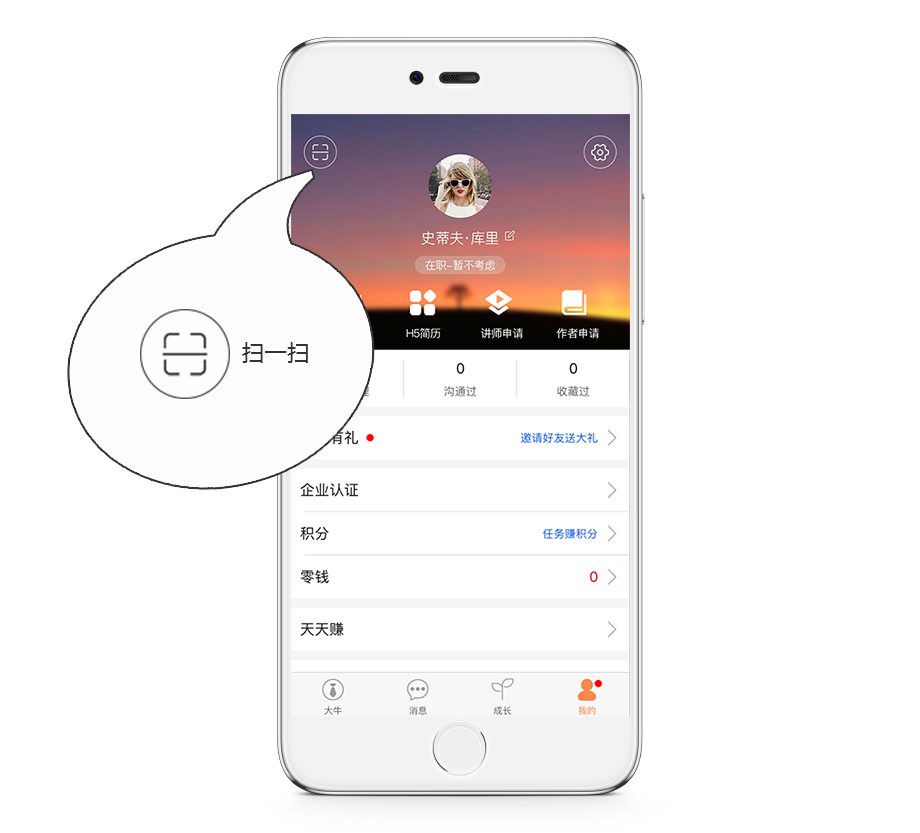 史蒂夫·库里
在职-暂不考虑
H5简历
讲师申请
作者申请
扫一扫
0
0
沟通过
收藏过
有礼
邀请好友送大礼
企业认证
积分
任务赚积分
零钱
0
天天赚
大牛
消息
成长
我的